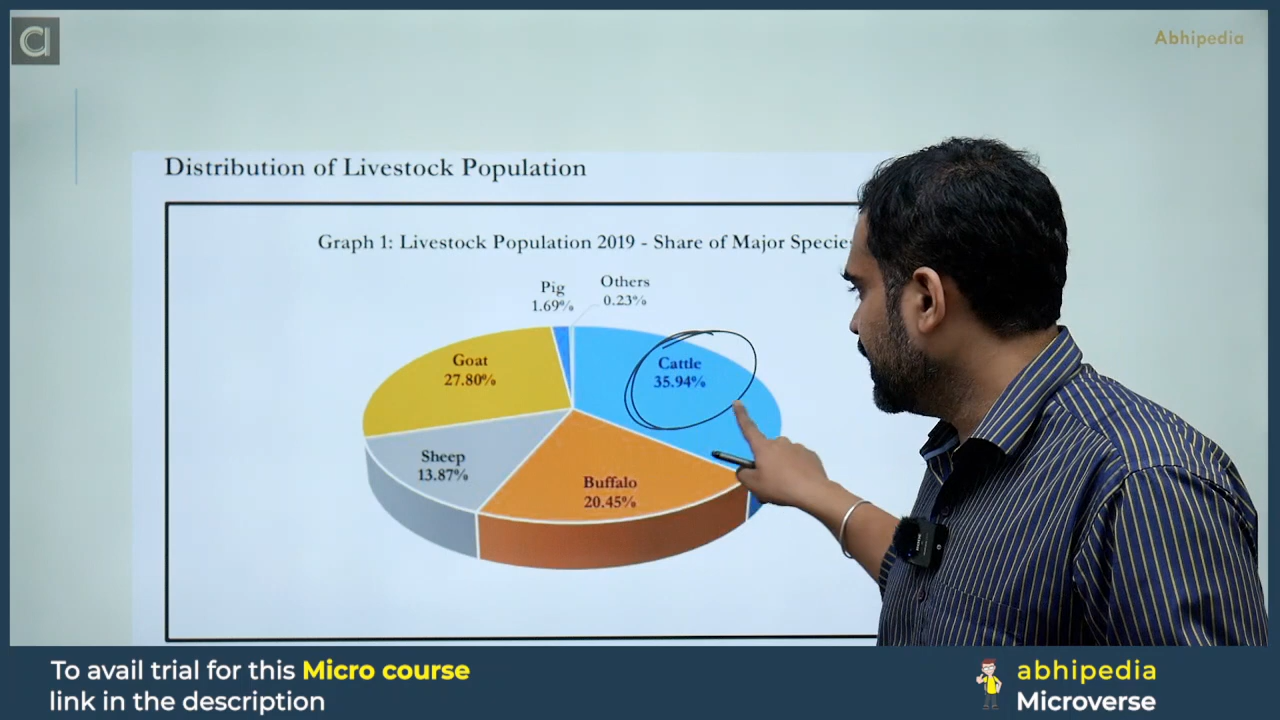 Abhipedia
Distribution of Livestock Population
Graph 1: Livestock Population 2019 - Share of Major Species
Pig
1.69%
Others
0.23%
Goat
27.80%
Cattle
35.94%
Sheep
13.87%
Buffalo
20.45%
To avail trial for this Micro course
link in the description
abhipedia
Microverse